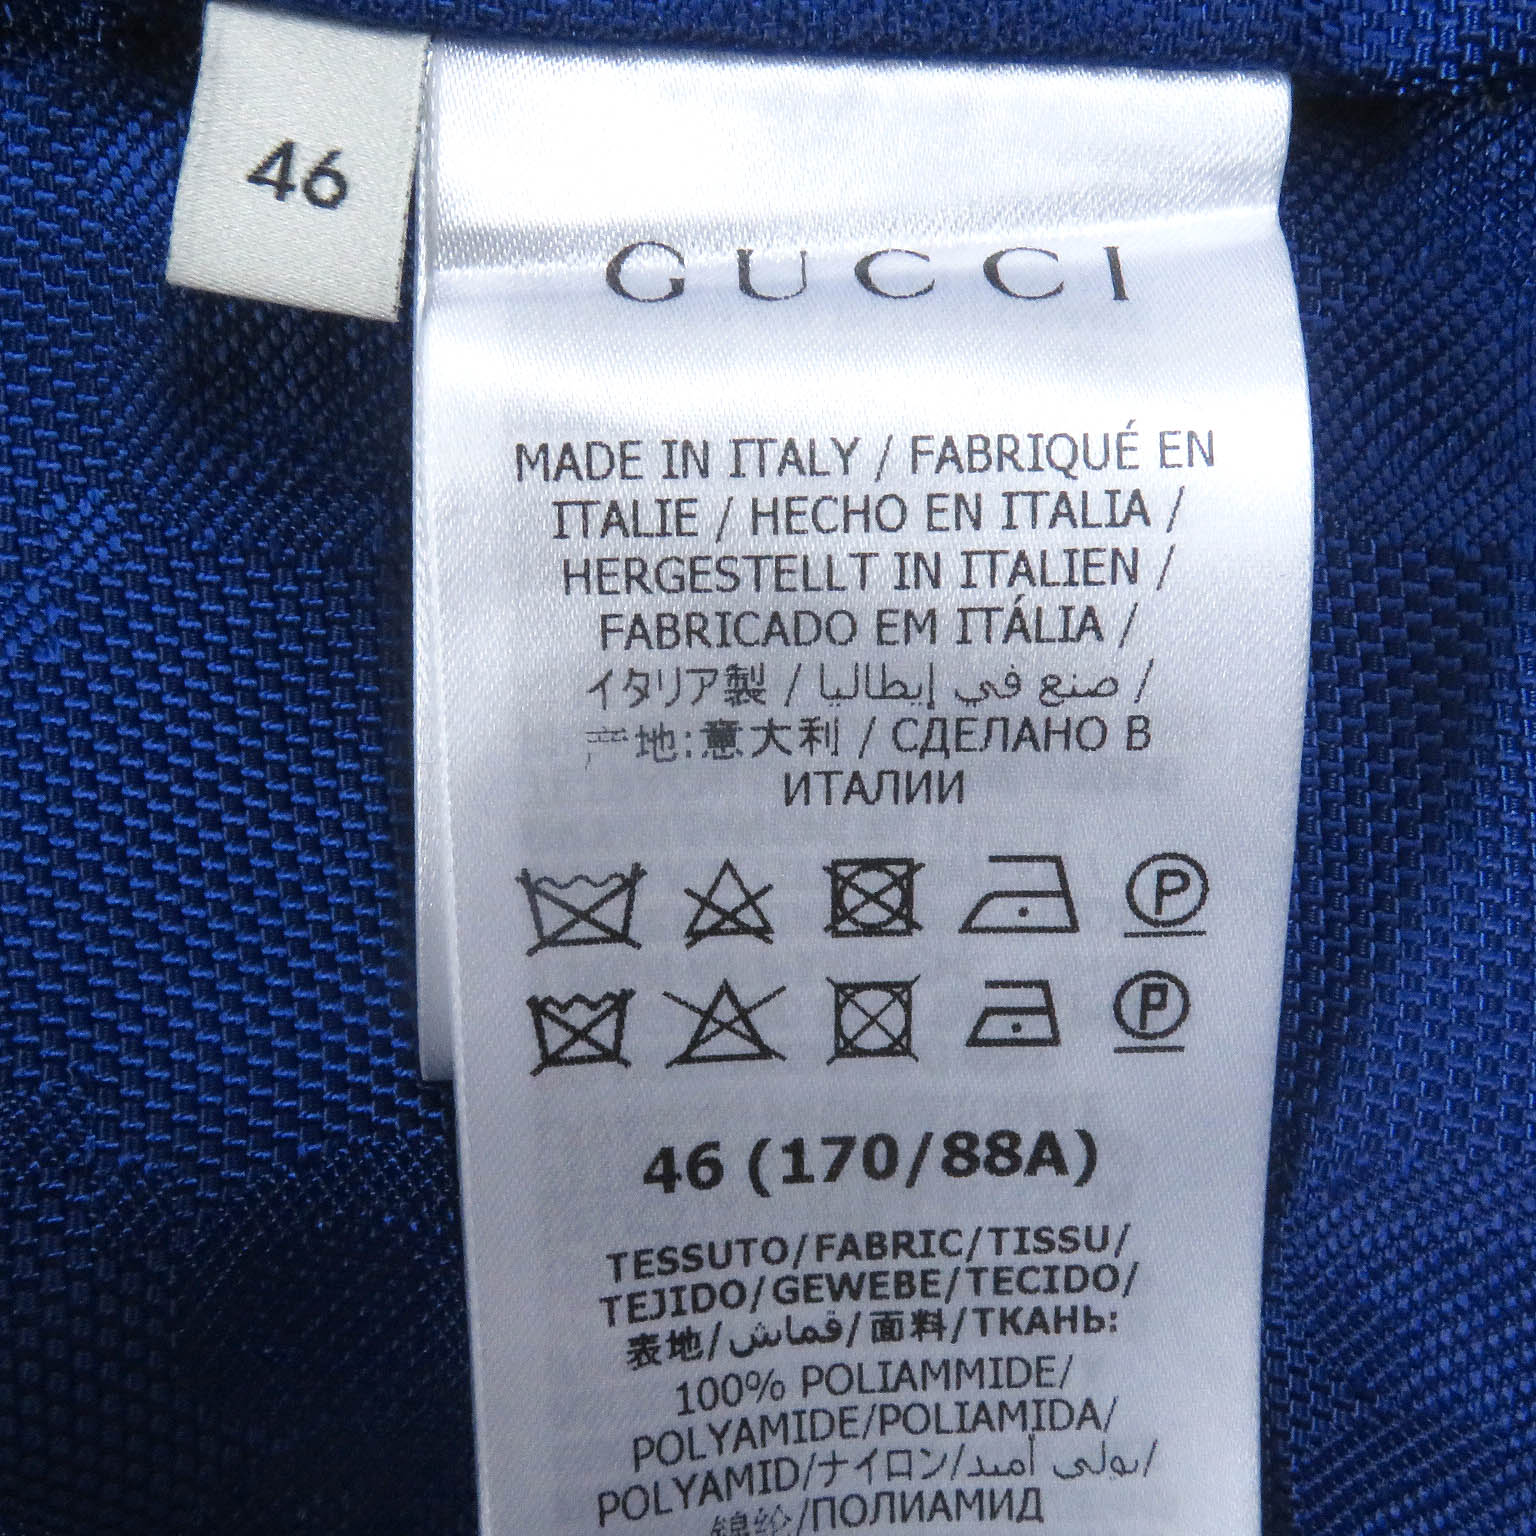 46
GUCCI
MADE IN ITALY / FABRIQUÉ EN
ITALIE / HECHO EN ITALIA /
HERGESTELLT IN ITALIEN /
FABRICADO EM ITÁLIA /
イタリア製 / صنع في إيطاليا /
产地:意大利 / СДЕЛАНО В
ИТАЛИИ
P
P
46 (170/88A)
TESSUTO/FABRIC/TISSU/
TEJIDO/GEWEBE/TECIDO/
表地/قماش/面料/ТКАНЬ:
100% POLIAMMIDE/
POLYAMIDE/POLIAMIDA/
POLYAMID/ナイロン/بولي أميد/
锦纶/ПОЛИАМИД